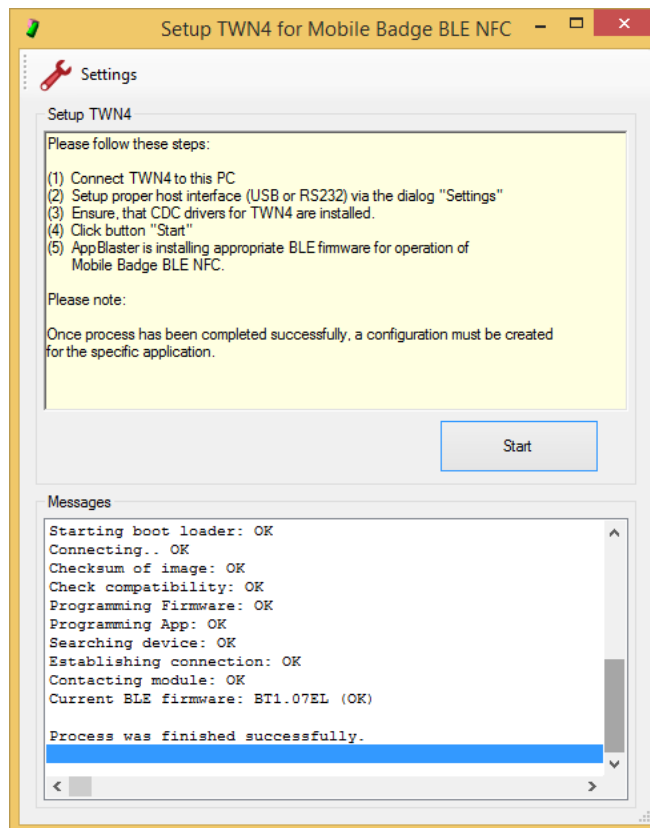 Setup TWN4 for Mobile Badge BLE NFC
Settings
Setup TWN4
Please follow these steps:
(1) Connect TWN4 to this PC
(2) Setup proper host interface (USB or RS232) via the dialog "Settings"
(3) Ensure, that CDC drivers for TWN4 are installed.
(4) Click button "Start"
(5) AppBlaster is installing appropriate BLE firmware for operation of
Mobile Badge BLE NFC.
Please note:
Once process has been completed successfully, a configuration must be created
for the specific application.
Start
Messages
Starting boot loader: OK
Connecting.. OK
Checksum of image: OK
Check compatibility: OK
Programming Firmware: OK
Programming App: OK
Searching device: OK
Establishing connection: OK
Contacting module: OK
Current BLE firmware: BT1.07EL (OK)
Process was finished successfully.